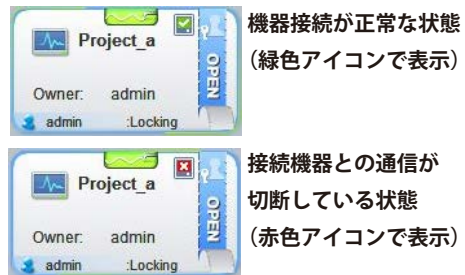 Project_a
OPEN
Owner: admin
admin :Locking
機器接続が正常な状態
（緑色アイコンで表示）
Project_a
OPEN
Owner: admin
admin :Locking
接続機器との通信が
切断している状態
（赤色アイコンで表示）